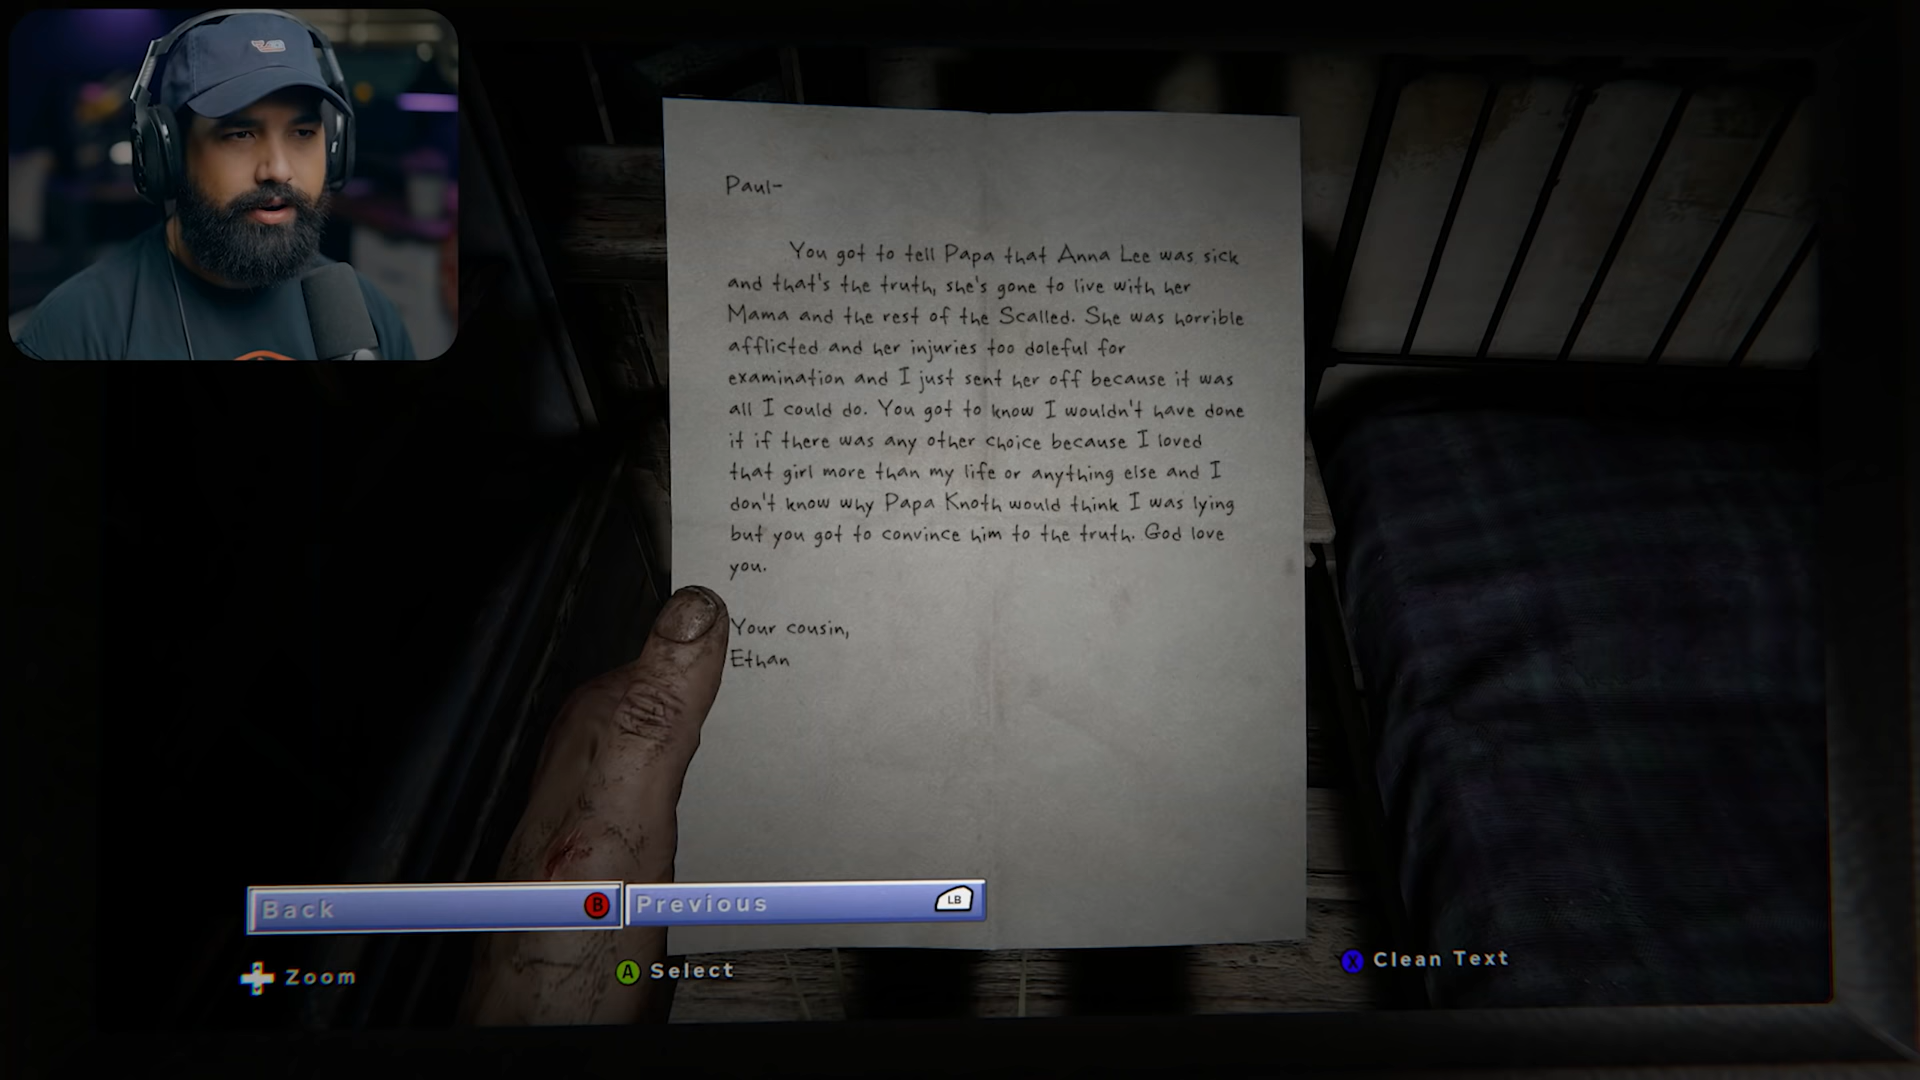 Paul-
You got to tell Papa that Anna Lee was sick
and that's the truth, she's gone to live with her
Mama and the rest of the Scalled. She was horrible
afflicted and her injuries too doleful for
examination and I just sent her off because it was
all I could do. You got to know I wouldn't have done
it if there was any other choice because I loved
that girl more than my life or anything else and I
don't know why Papa Knoth would think I was lying
but you got to convince him to the truth. God love
you.
Your cousin,
Ethan
Back B
Previous LB
Zoom
A Select
X Clean Text